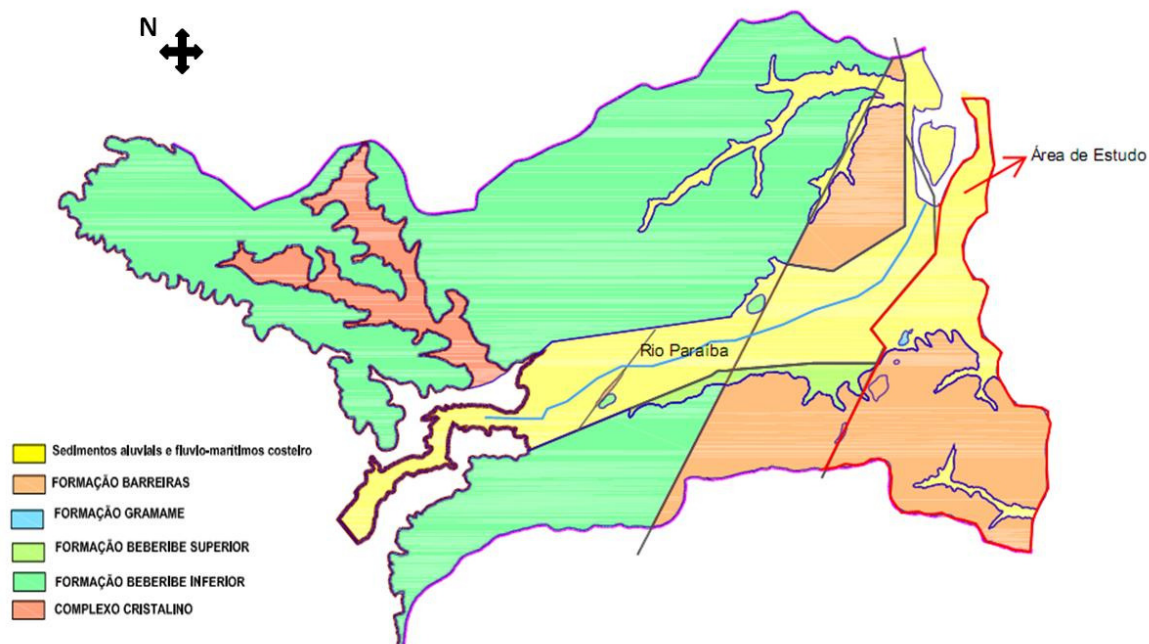 N
Área de Estudo
Rio Paraíba
Sedimentos aluviais e fluvio-marítimos costeiro
FORMAÇÃO BARREIRAS
FORMAÇÃO GRAMAME
FORMAÇÃO BEBERIBE SUPERIOR
FORMAÇÃO BEBERIBE INFERIOR
COMPLEXO CRISTALINO